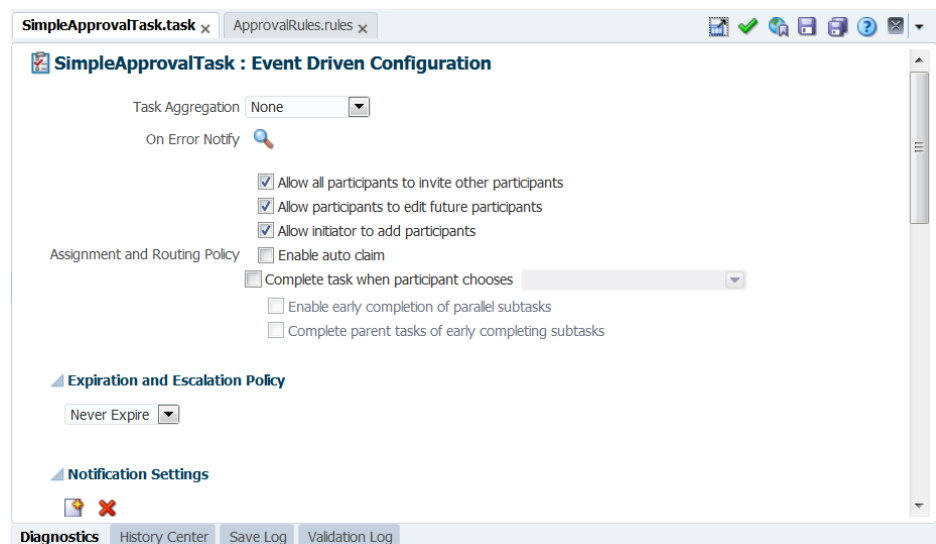 SimpleApprovalTask.task x ApprovalRules.rules x
SimpleApprovalTask : Event Driven Configuration
Task Aggregation None
On Error Notify
Allow all participants to invite other participants
Allow participants to edit future participants
Allow initiator to add participants
Assignment and Routing Policy Enable auto claim
Complete task when participant chooses
Enable early completion of parallel subtasks
Complete parent tasks of early completing subtasks
Expiration and Escalation Policy
Never Expire
Notification Settings
Diagnostics History Center Save Log Validation Log